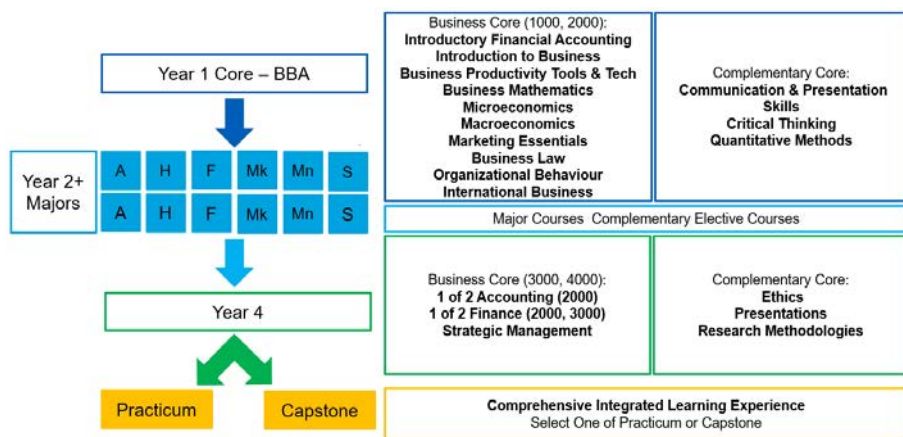 Year 1 Core – BBA
Year 2+
Majors
A H F Mk Mn S
A H F Mk Mn S
Year 4
Practicum
Capstone
Business Core (1000, 2000):
Introductory Financial Accounting
Introduction to Business
Business Productivity Tools & Tech
Business Mathematics
Microeconomics
Macroeconomics
Marketing Essentials
Business Law
Organizational Behaviour
International Business
Complementary Core:
Communication & Presentation
Skills
Critical Thinking
Quantitative Methods
Major Courses Complementary Elective Courses
Business Core (3000, 4000):
1 of 2 Accounting (2000)
1 of 2 Finance (2000, 3000)
Strategic Management
Complementary Core:
Ethics
Presentations
Research Methodologies
Comprehensive Integrated Learning Experience
Select One of Practicum or Capstone